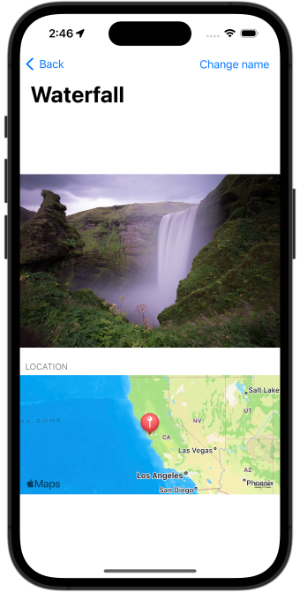 2:46
Back
Change name
Waterfall
LOCATION
Salt Lake
NV
UT
CA
Las Vegas
Los Angeles
AZ
Phoenix
San Diego
Maps